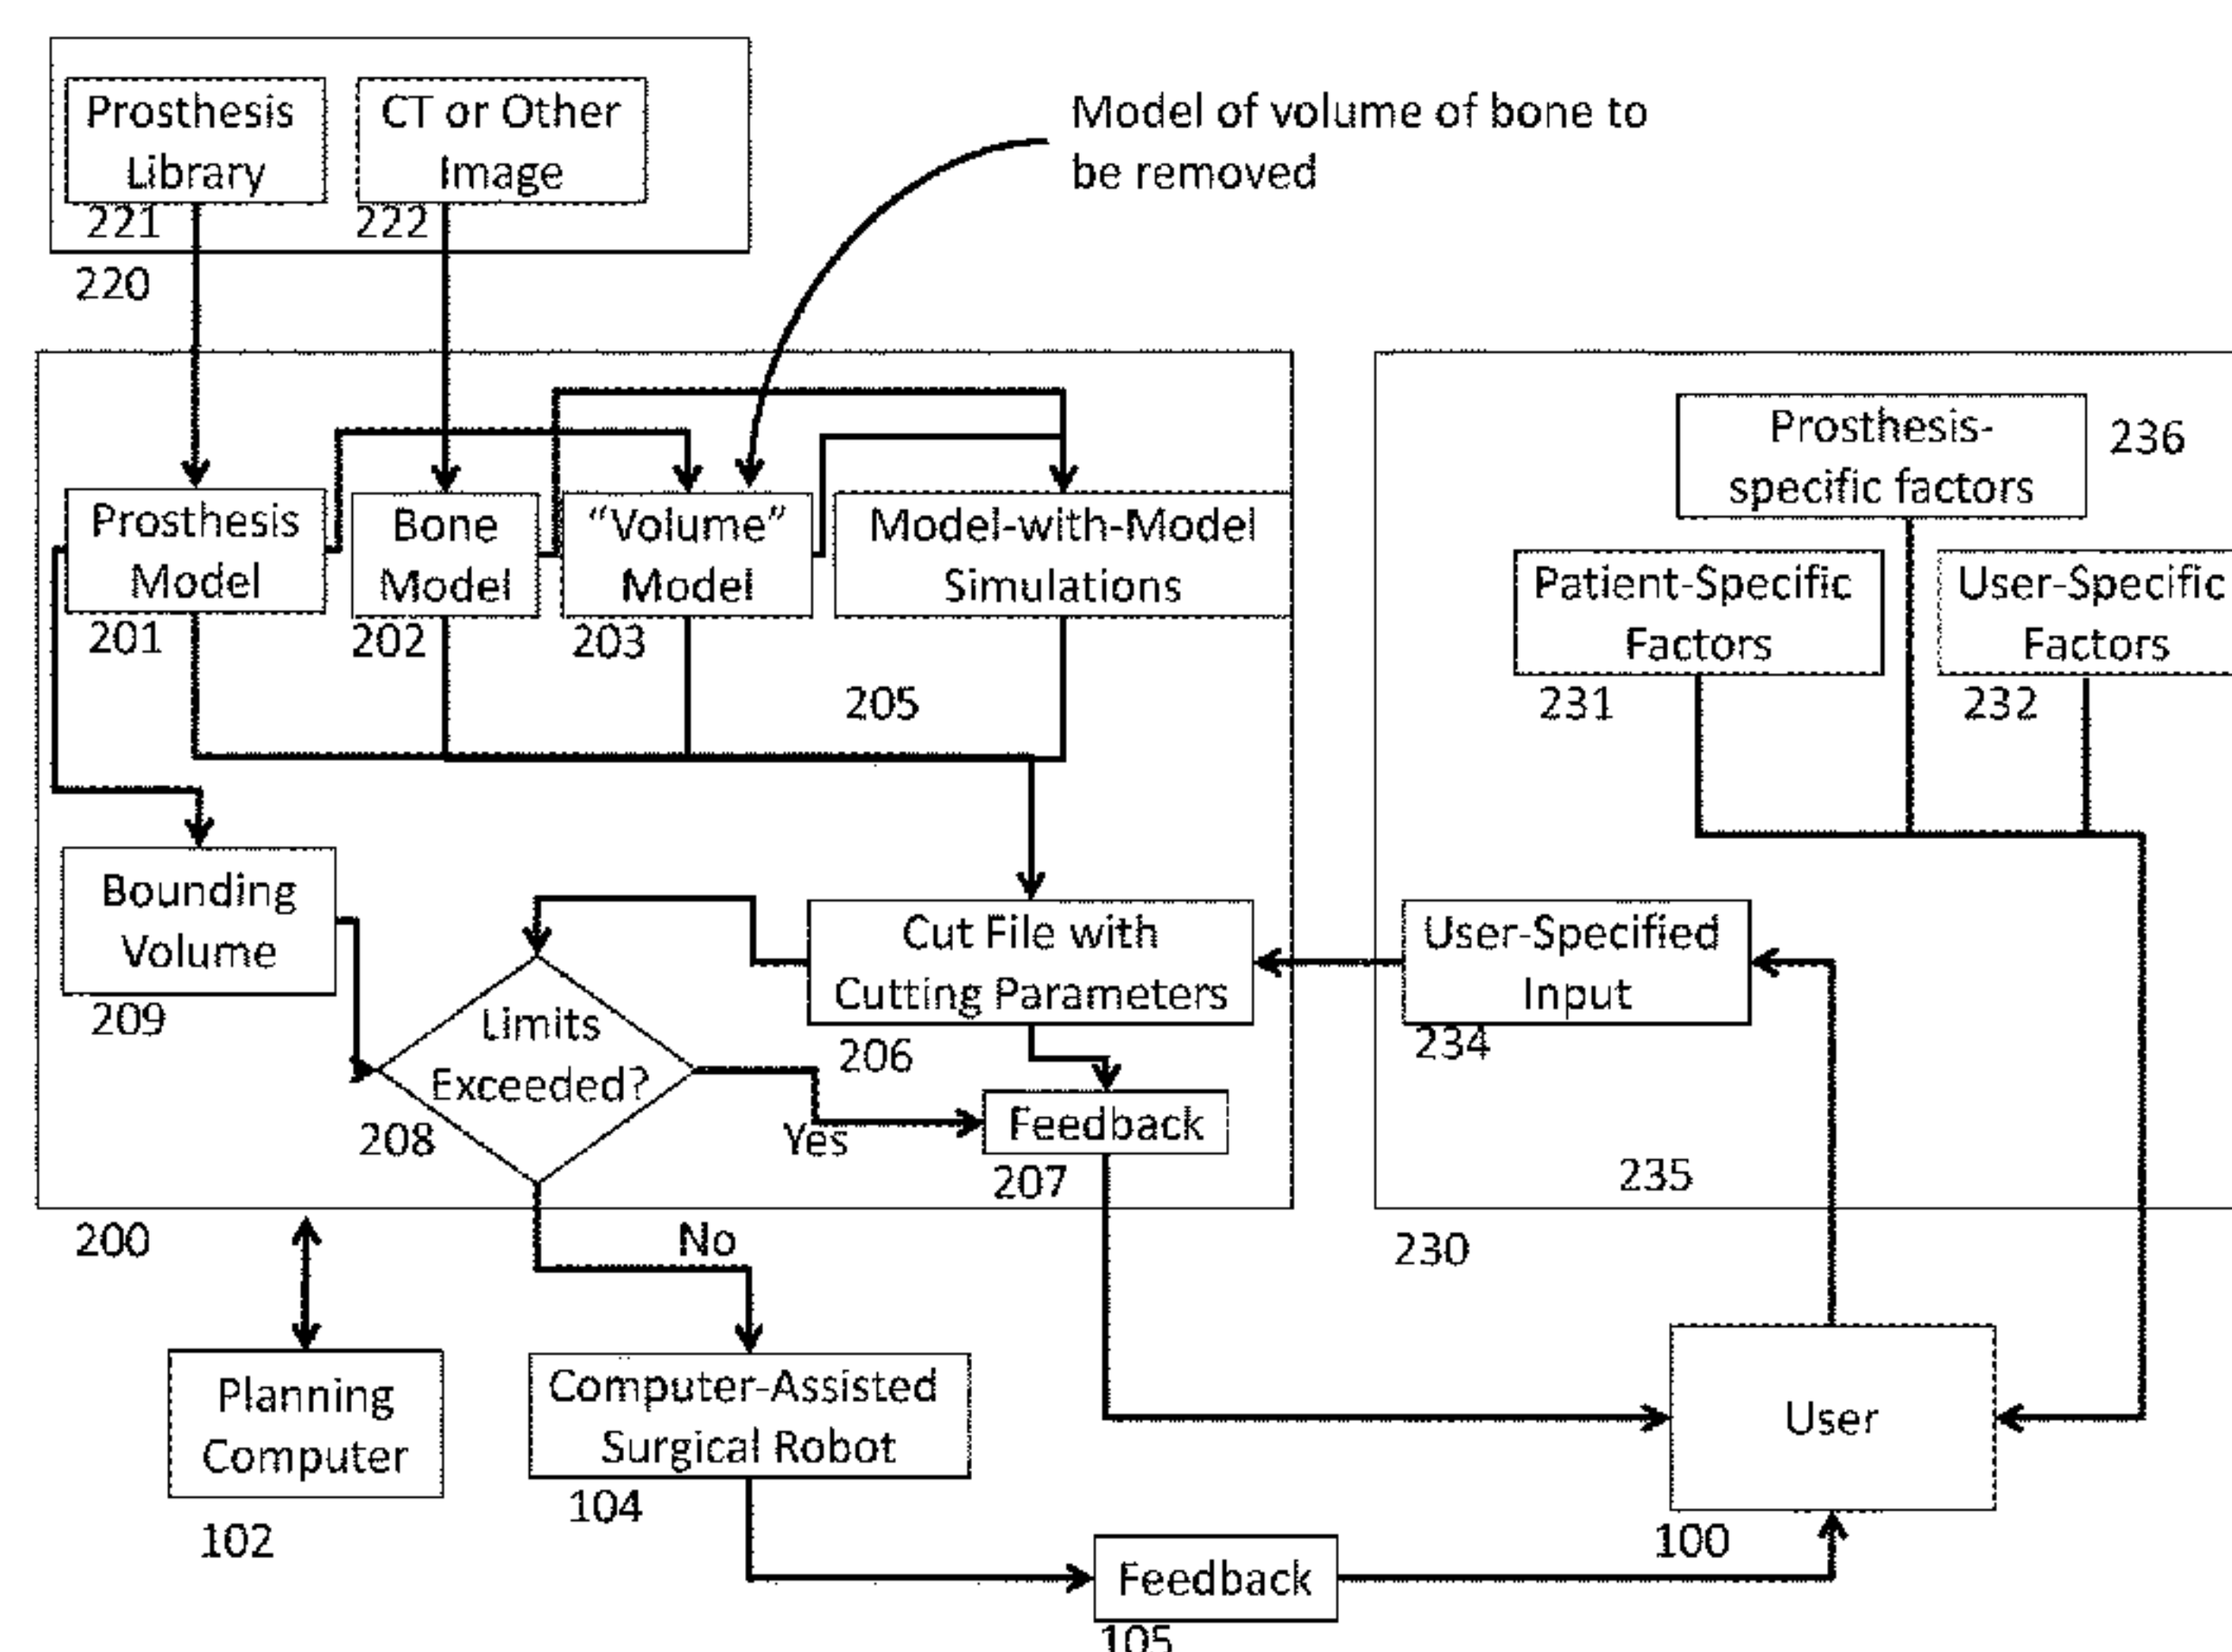 Prosthesis
Library
221
CT or Other
Image
222
220
Model of volume of bone to
be removed
Prosthesis
Model
201
Bone
Model
202
“Volume”
Model
203
Model-with-Model
Simulations
205
Prosthesis-
specific factors
236
Patient-Specific
Factors
231
User-Specific
Factors
232
Bounding
Volume
209
Limits
Exceeded?
208
Cut File with
Cutting Parameters
206
User-Specified
Input
234
Yes
Feedback
207
235
200
No
230
Planning
Computer
102
Computer-Assisted
Surgical Robot
104
User
100
Feedback
105